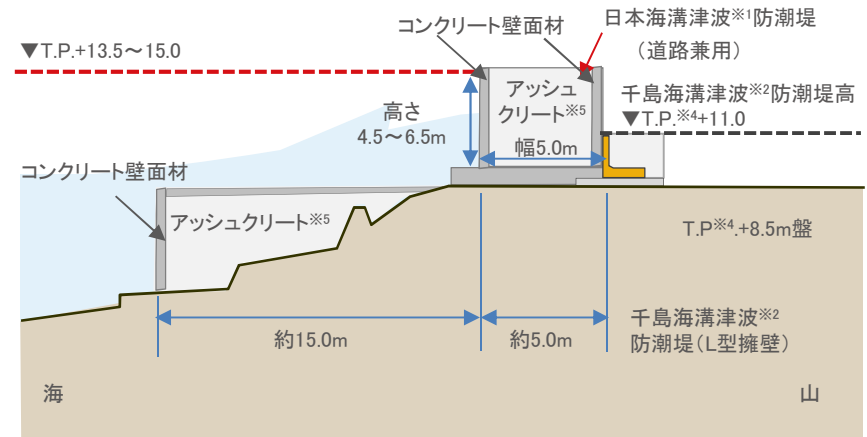 コンクリート壁面材
日本海溝津波※1防潮堤
（道路兼用）
▼T.P.+13.5～15.0
千島海溝津波※2防潮堤高
▼T.P.※4+11.0
アッシュ
クリート※5
高さ
4.5～6.5m
幅5.0m
コンクリート壁面材
アッシュクリート※5
T.P※4.+8.5m盤
約15.0m
約5.0m
千島海溝津波※2
防潮堤（L型擁壁）
海
山